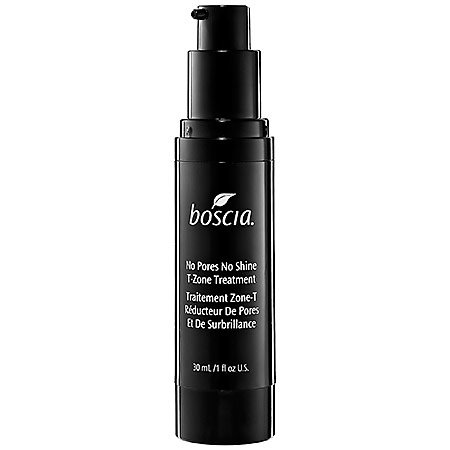 boscia.
No Pores No Shine
T-Zone Treatment
Traitement Zone-T
Réducteur De Pores
Et De Surbrillance
30 mL /1 fl oz U.S.